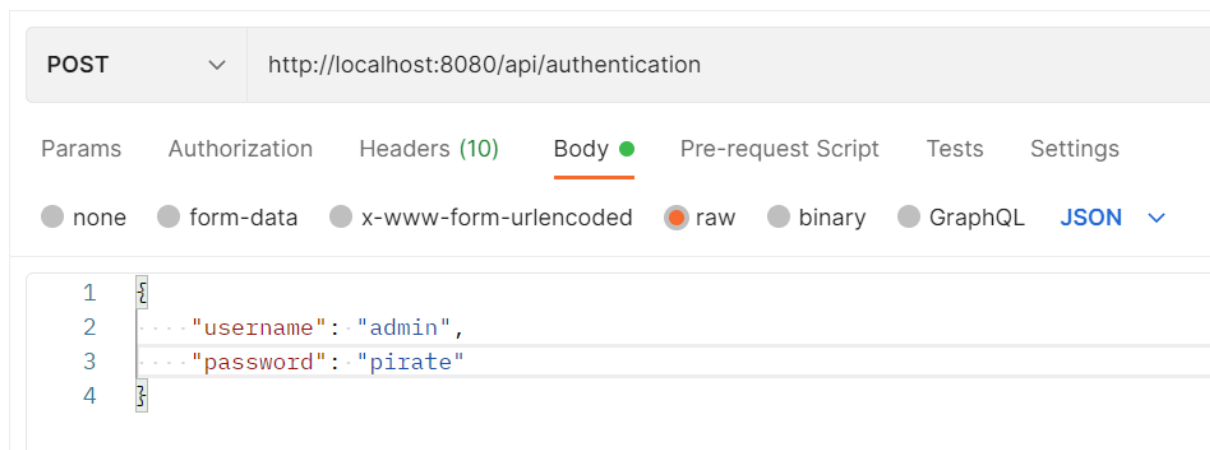 POST http://localhost:8080/api/authentication
Params Authorization Headers (10) Body Pre-request Script Tests Settings
none form-data x-www-form-urlencoded raw binary GraphQL JSON
1 {
2 "username": "admin",
3 "password": "pirate"
4 }